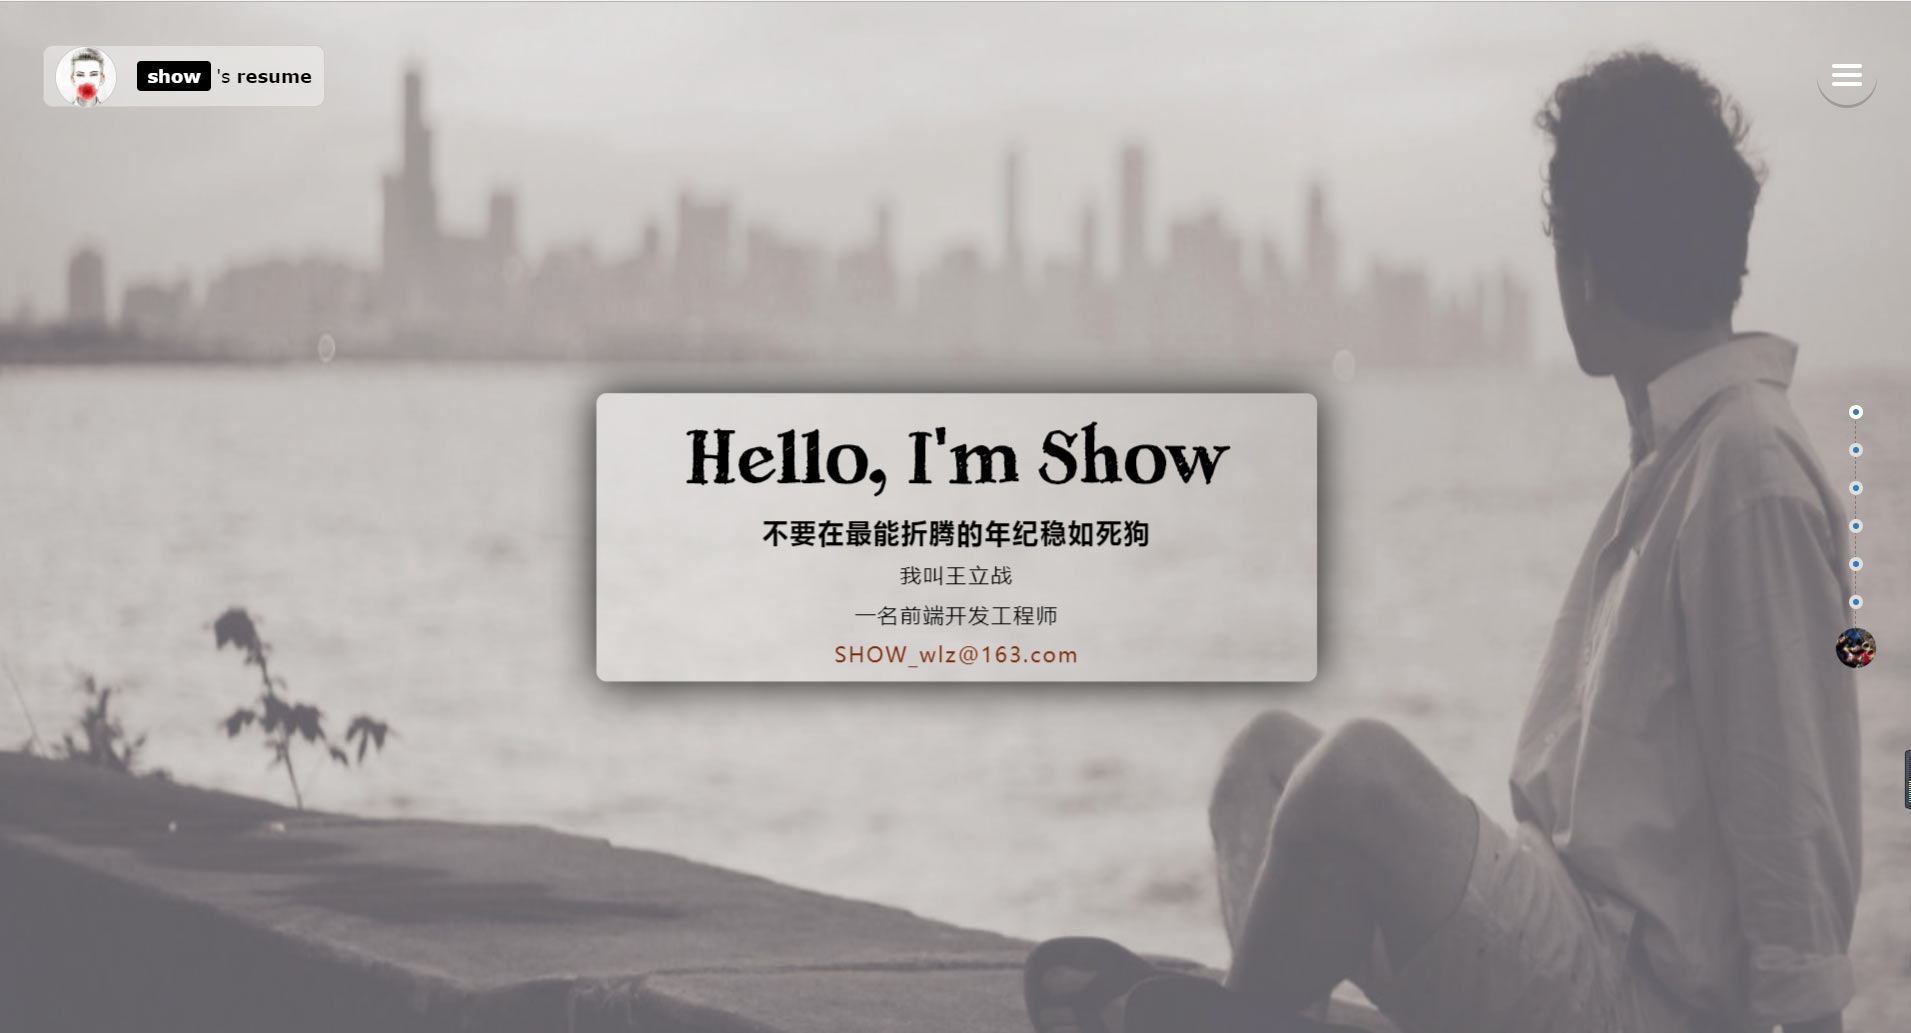 show 's resume
Hello, I'm Show
不要在最能折腾的年纪稳如死狗
我叫王立战
一名前端开发工程师
SHOW_wlz@163.com